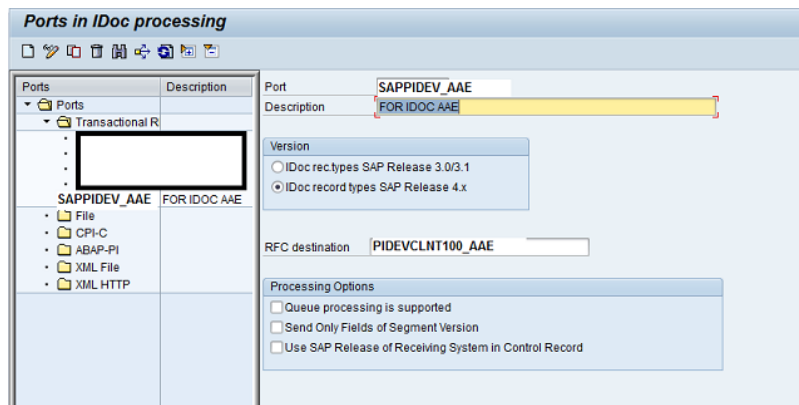 Ports in IDoc processing
Ports Description
Ports
Transactional R
SAPPIDEV_AAE FOR IDOC AAE
File
CPI-C
ABAP-PI
XML File
XML HTTP
Port SAPPIDEV_AAE
Description FOR IDOC AAE
Version
IDoc rec.types SAP Release 3.0/3.1
IDoc record types SAP Release 4.x
RFC destination PIDEVCLNT100_AAE
Processing Options
Queue processing is supported
Send Only Fields of Segment Version
Use SAP Release of Receiving System in Control Record